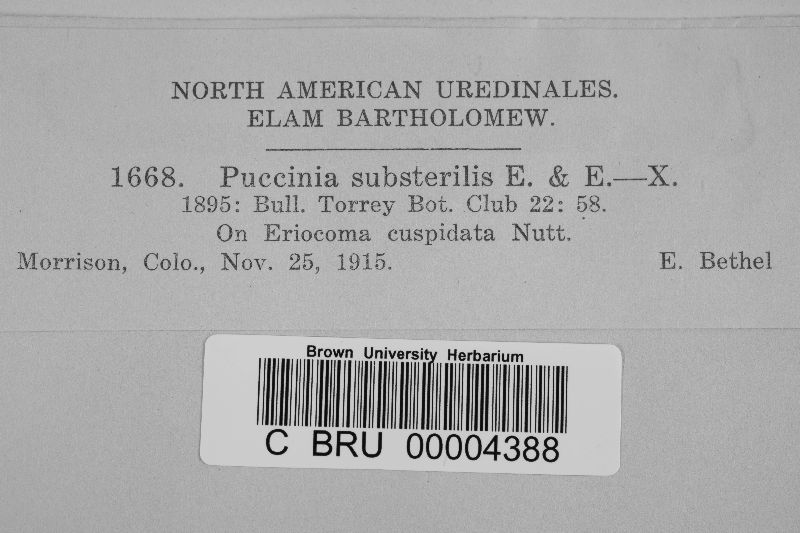 NORTH AMERICAN UREDINALES.
ELAM BARTHOLOMEW.
1668. Puccinia substerilis E. & E.—X.
1895: Bull. Torrey Bot. Club 22: 58.
On Eriocoma cuspidata Nutt.
Morrison, Colo., Nov. 25, 1915. E. Bethel
Brown University Herbarium
C BRU 00004388